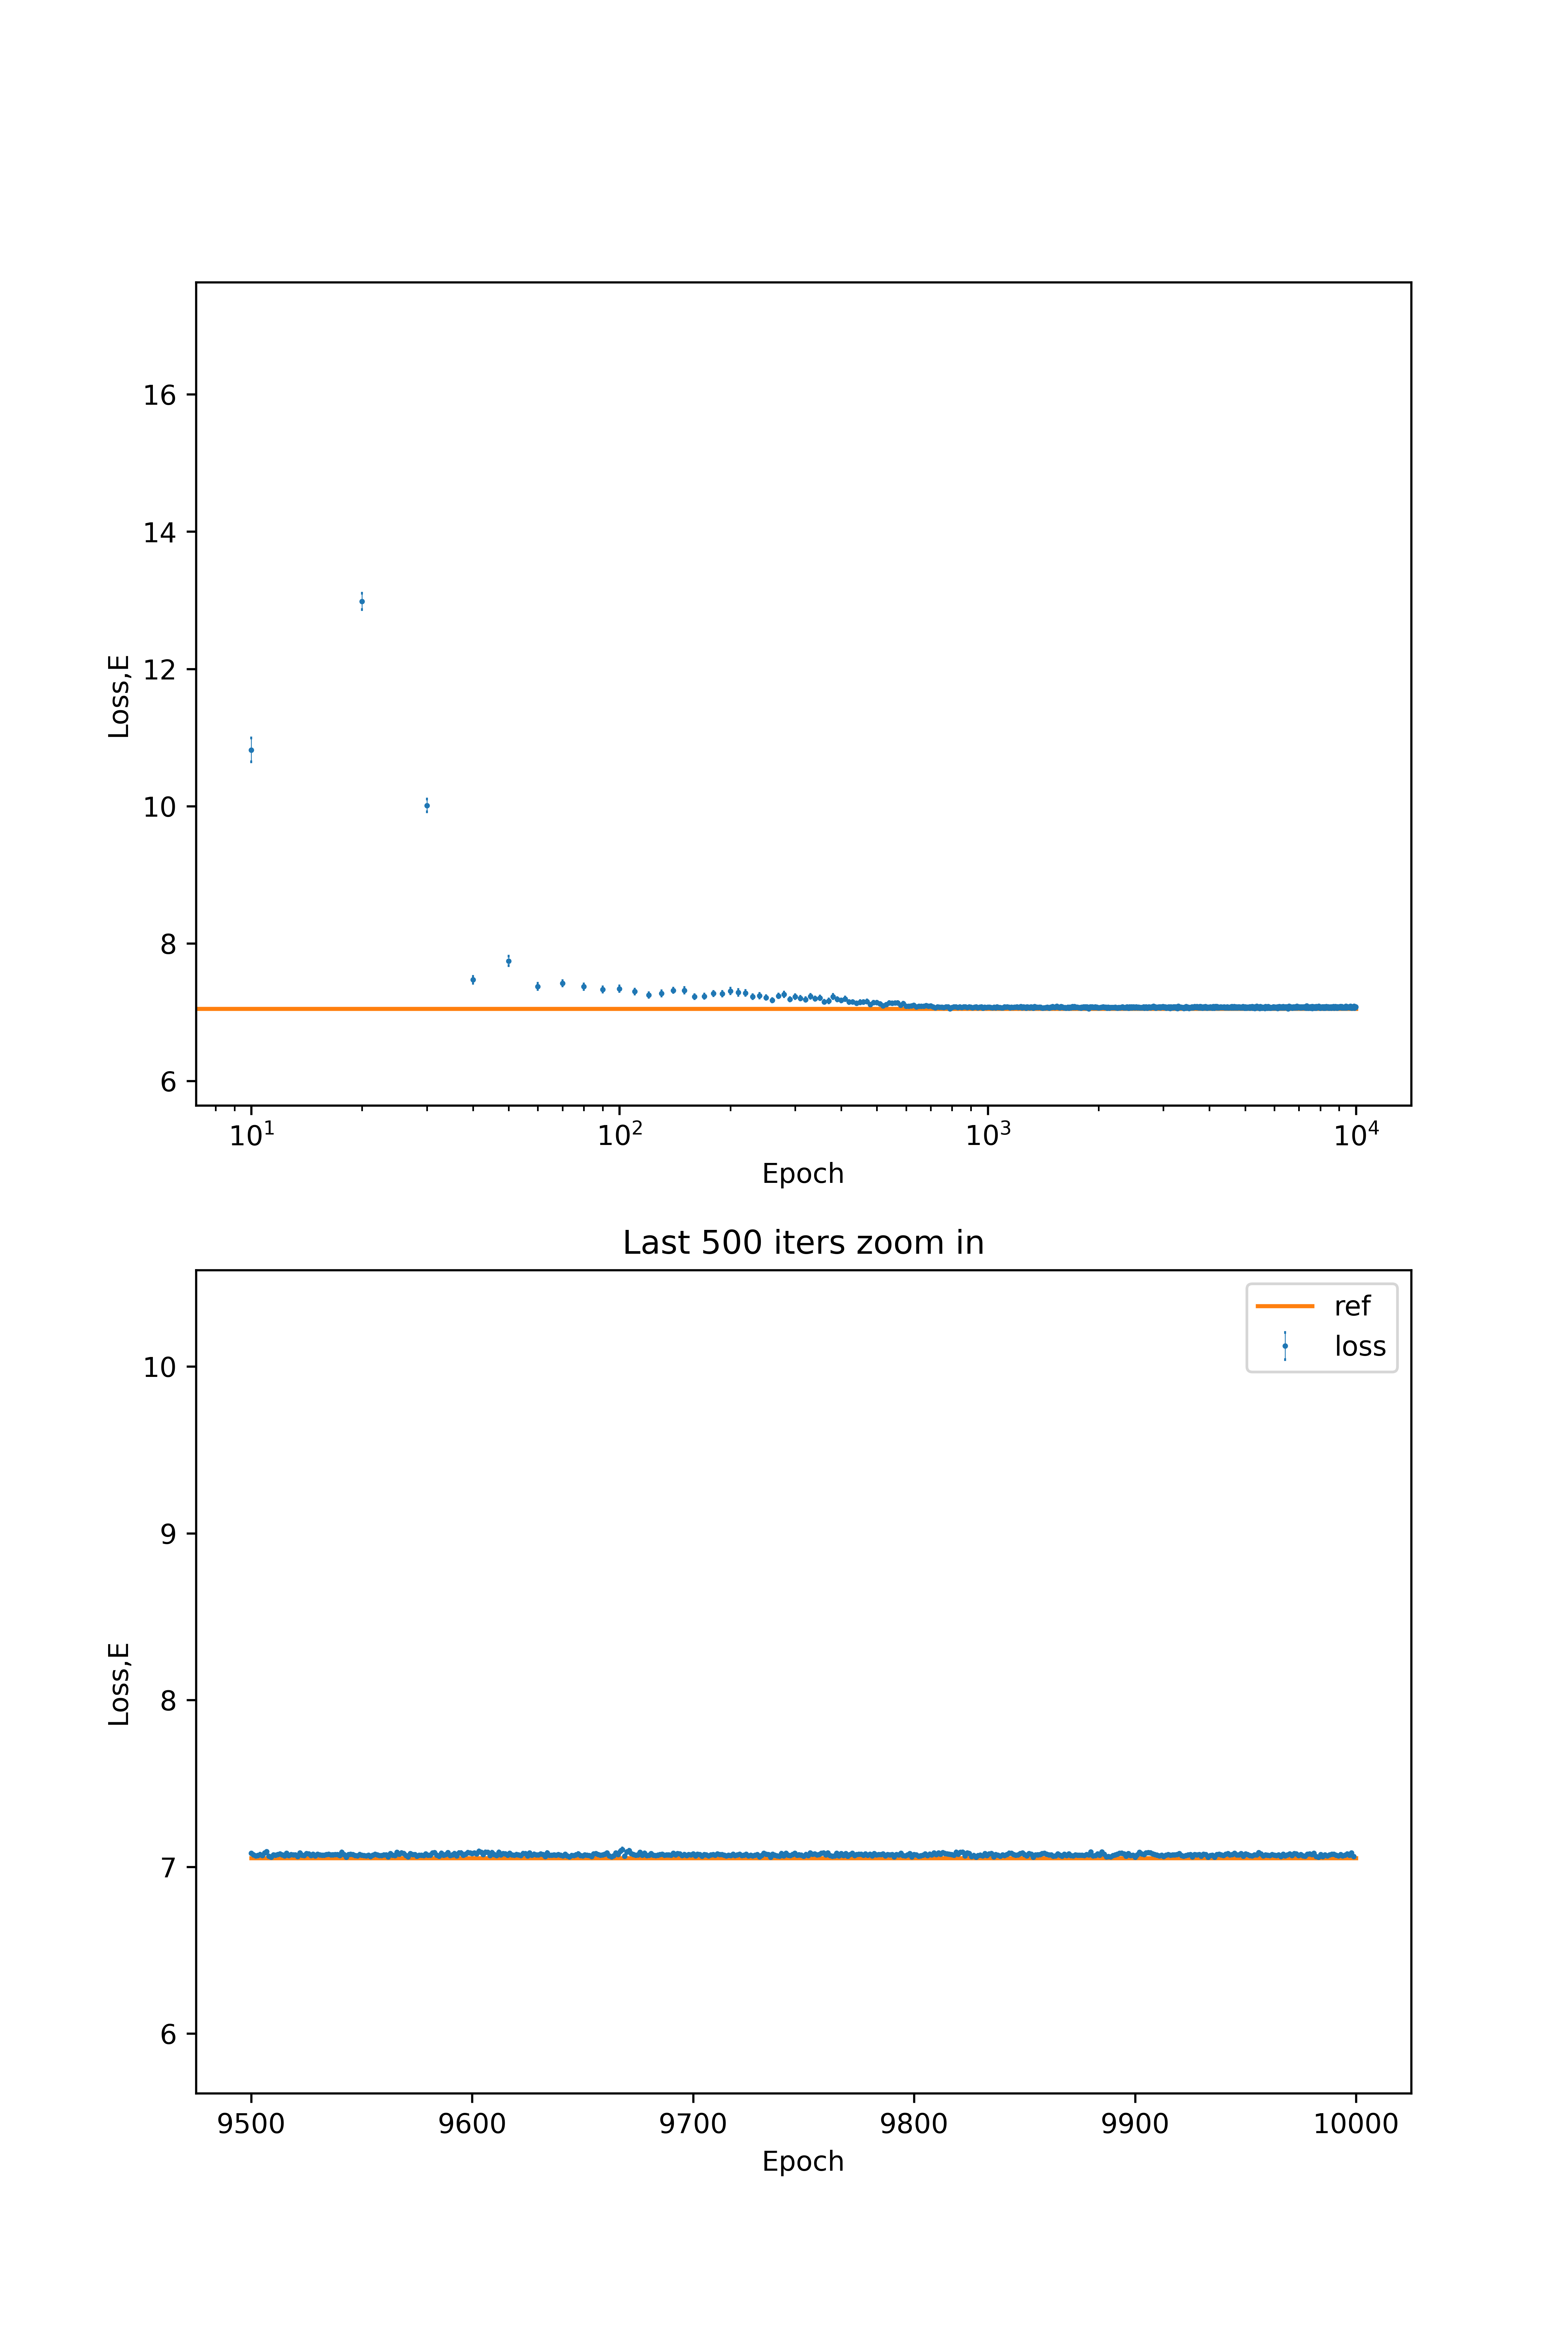 16
14
12
10
8
6
Loss,E
10¹ 10² 10³ 10⁴
Epoch
Last 500 iters zoom in
ref
loss
10
9
8
7
6
Loss,E
9500 9600 9700 9800 9900 10000
Epoch